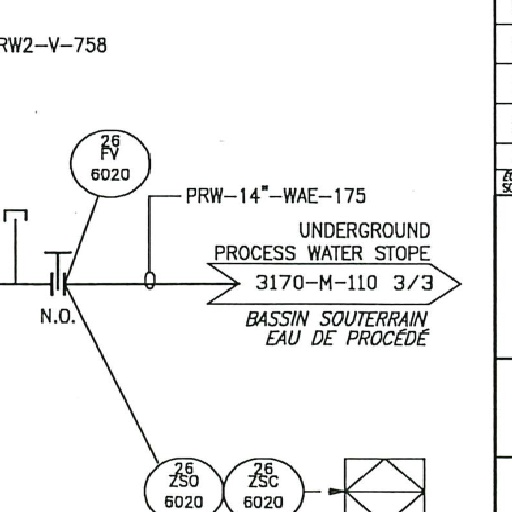 RW2-V-758
26
FY
6020
PRW-14"-WAE-175
UNDERGROUND
PROCESS WATER STOPE
3170-M-110 3/3
N.O.
BASSIN SOUTERRAIN
EAU DE PROCÉDÉ
26
ZSO
6020
26
ZSC
6020